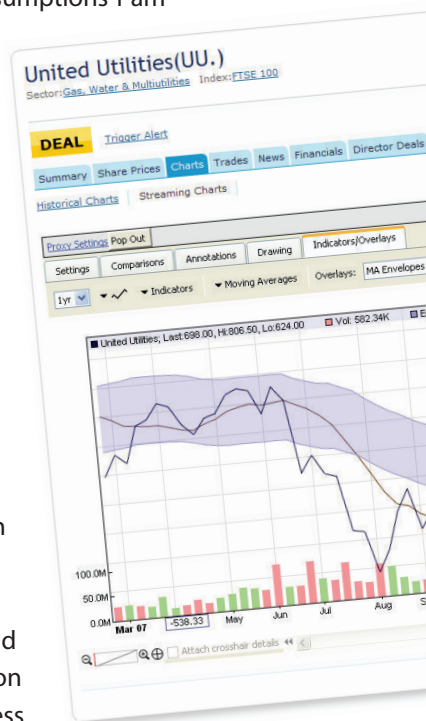 sumptions I am
United Utilities(UU.)
Sector:Gas, Water & Multiutilities Index:FTSE 100
DEAL Trigger Alert
Summary Share Prices Charts Trades News Financials Director Deals
Historical Charts Streaming Charts
Proxy Settings Pop Out
Settings Comparisons Annotations Drawing Indicators/Overlays
1yr Indicators Moving Averages Overlays: MA Envelopes
United Utilities; Last:698.00, Hi:806.50, Lo:624.00 Vol: 582.34K
100.0M
50.0M
0.0M
Mar 07 -538.33 May Jun Jul Aug S
Attach crosshair details
on
ess